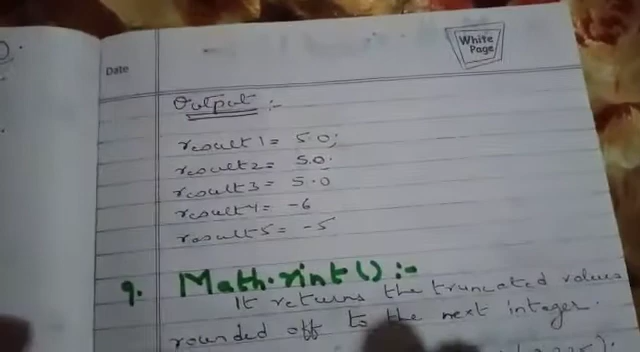 White
Page
Date
Output :-
result1 = 5.0;
result2 = 5.0.
result3 = 5.0
result4 = -6
result5 = -5
9. Math.rint() :-
It returns the truncated values
rounded off to the next integer.